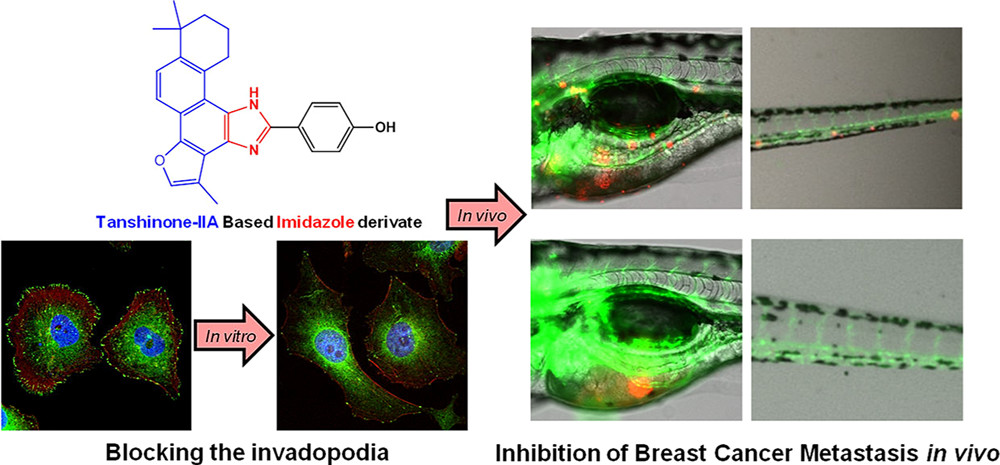 H
N
N
OH
O
Tanshinone-IIA Based Imidazole derivate
In vivo
In vitro
Blocking the invadopodia
Inhibition of Breast Cancer Metastasis in vivo